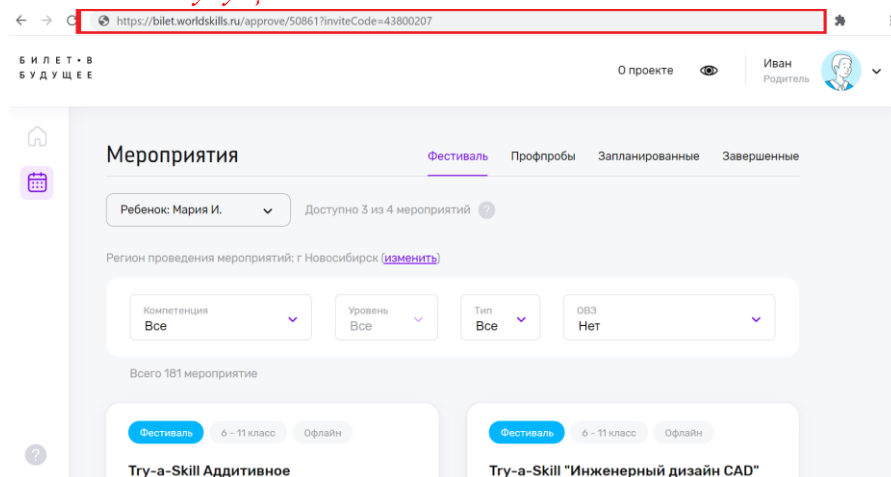 https://bilet.worldskills.ru/approve/50861?inviteCode=43800207
БИЛЕТ•В
БУДУЩЕЕ
О проекте
Иван
Родитель
Мероприятия
Фестиваль Профпробы Запланированные Завершенные
Ребенок: Мария И.
Доступно 3 из 4 мероприятий ?
Регион проведения мероприятий: г Новосибирск (изменить)
Компетенция
Все
Уровень
Все
Тип
Все
ОВЗ
Нет
Всего 181 мероприятие
Фестиваль 6 - 11 класс Офлайн
Try-a-Skill Аддитивное
Фестиваль 6 - 11 класс Офлайн
Try-a-Skill "Инженерный дизайн CAD"
?